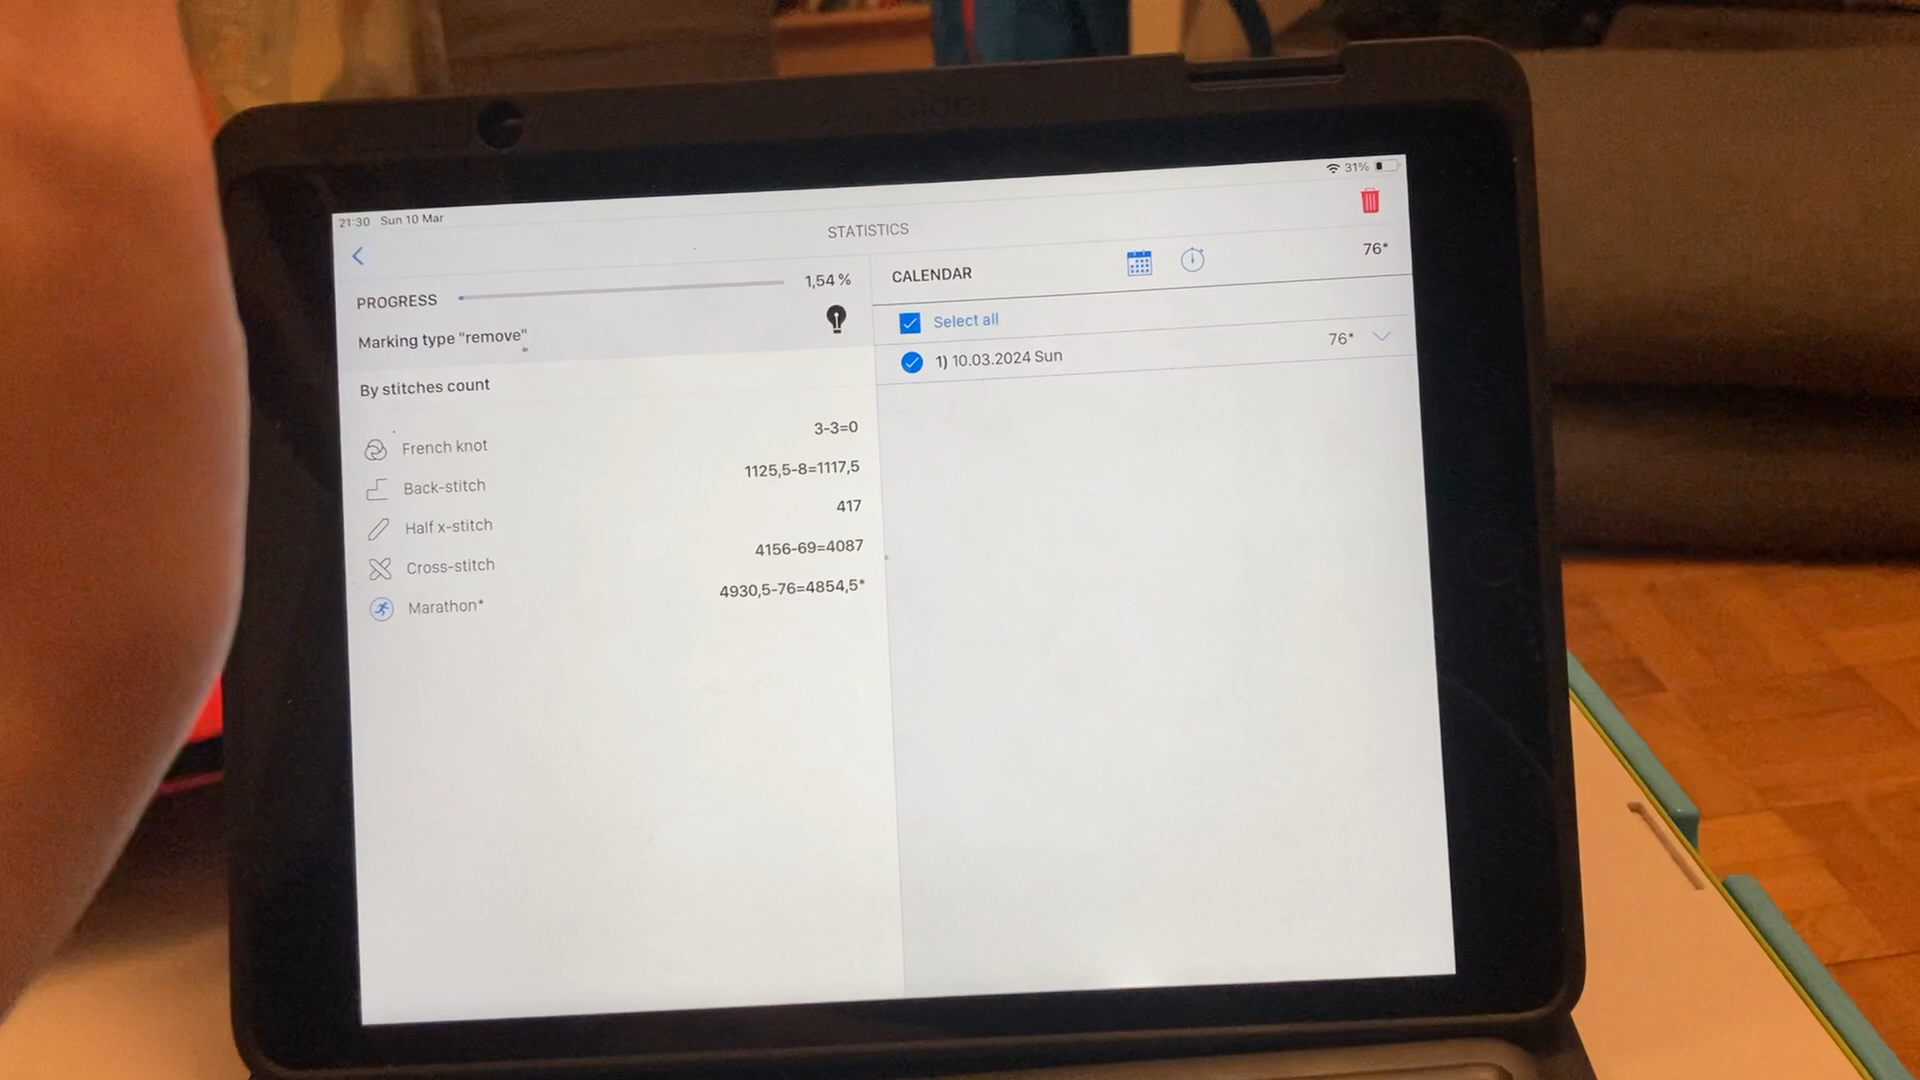 21:30 Sun 10 Mar
31%
STATISTICS
PROGRESS 1,54 %
Marking type "remove"
By stitches count
French knot 3-3=0
Back-stitch 1125,5-8=1117,5
Half x-stitch 417
Cross-stitch 4156-69=4087
Marathon* 4930,5-76=4854,5*
CALENDAR 76*
Select all
1) 10.03.2024 Sun 76*